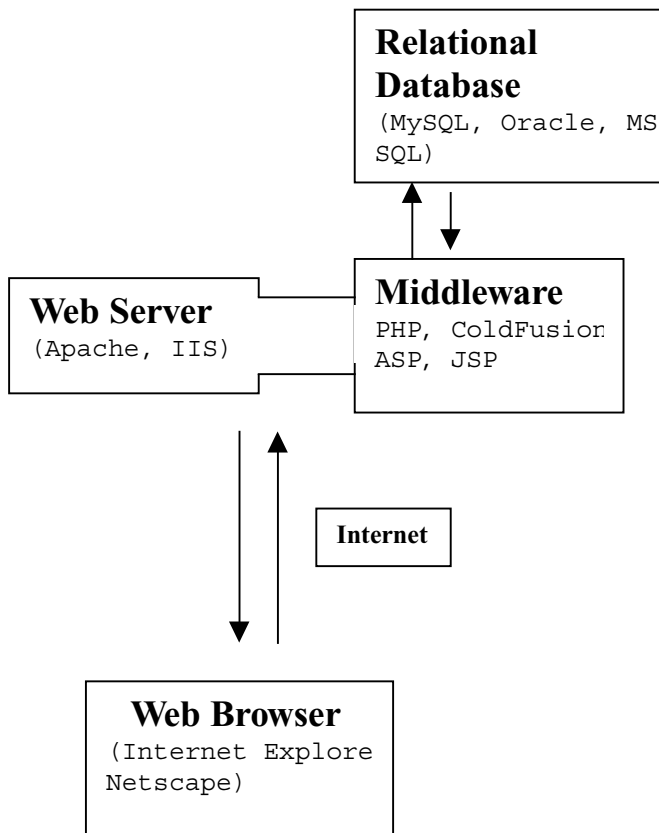 Relational
Database
(MySQL, Oracle, MS
SQL)
Web Server
(Apache, IIS)
Middleware
PHP, ColdFusion
ASP, JSP
Internet
Web Browser
(Internet Explore
Netscape)